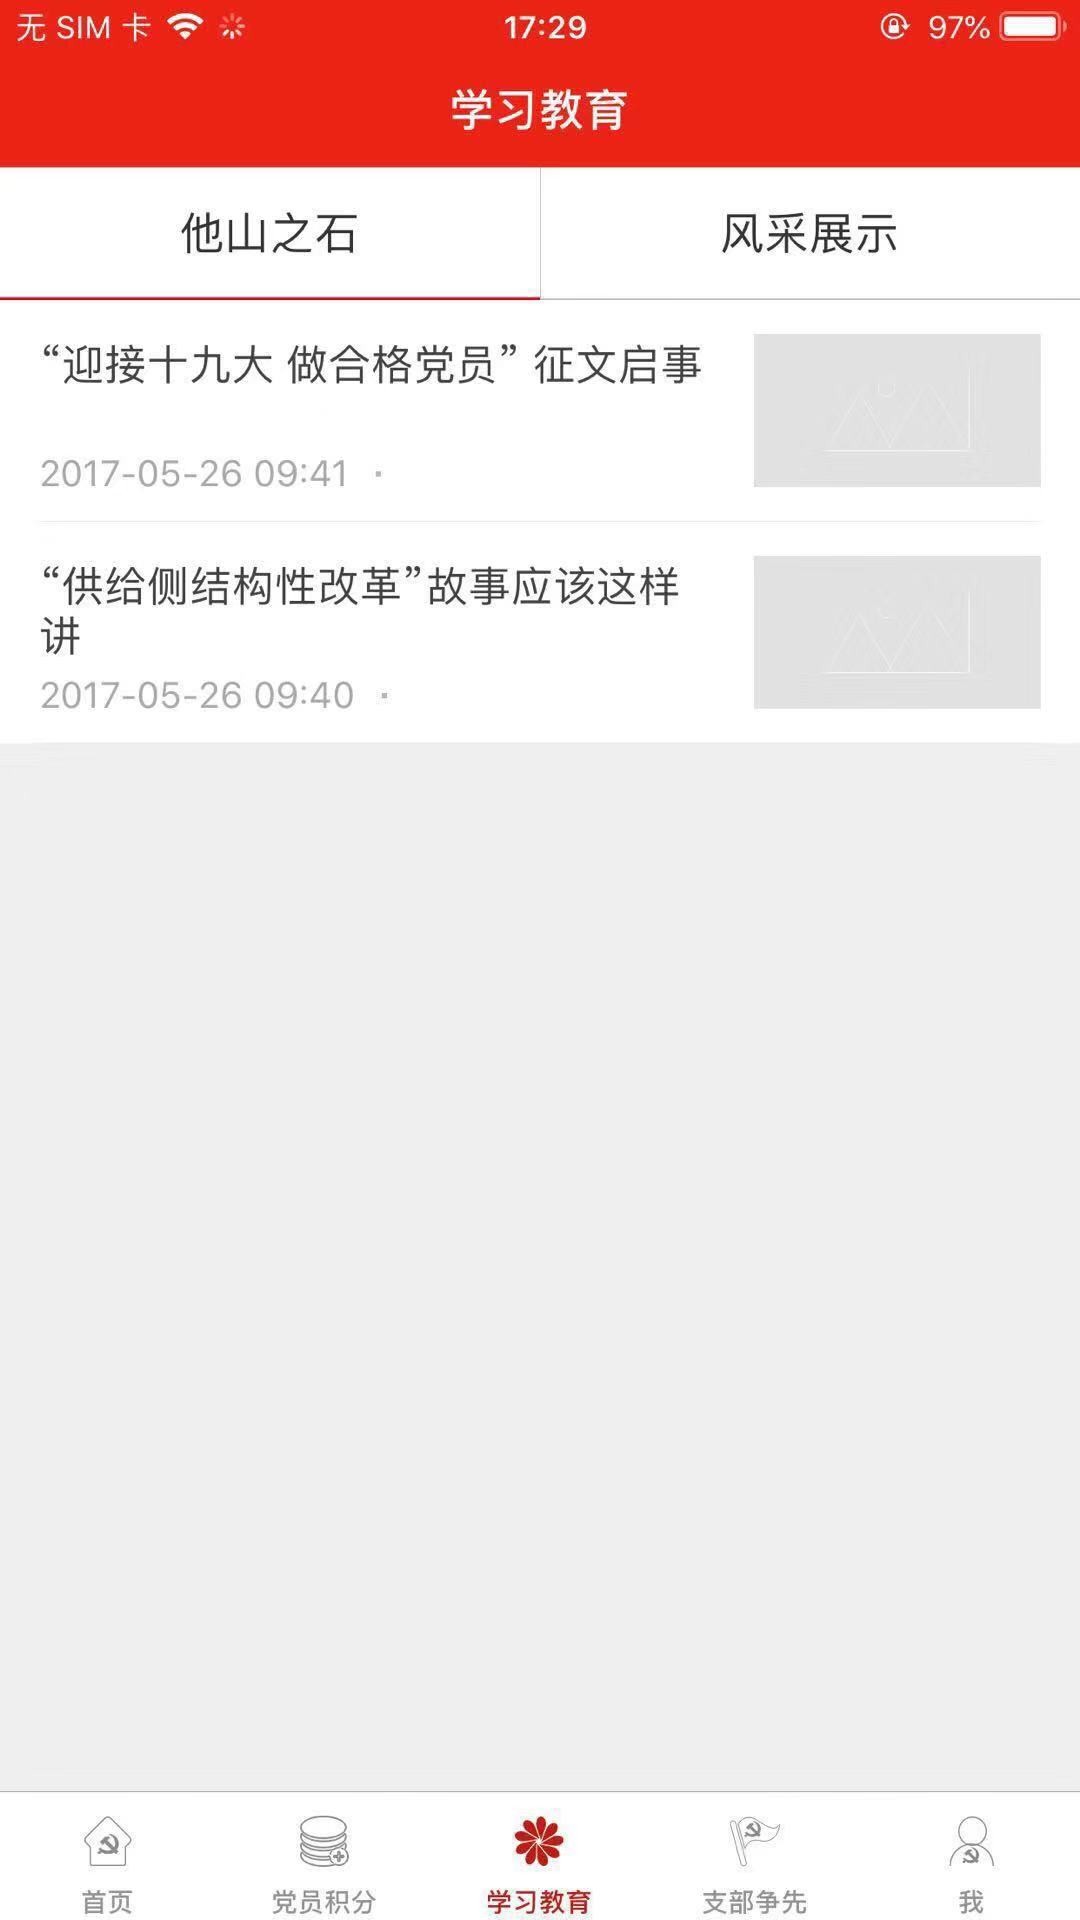 无 SIM 卡 17:29 97%
学习教育
他山之石 风采展示
“迎接十九大 做合格党员” 征文启事
2017-05-26 09:41 ·
“供给侧结构性改革”故事应该这样
讲
2017-05-26 09:40 ·
首页 党员积分 学习教育 支部争先 我